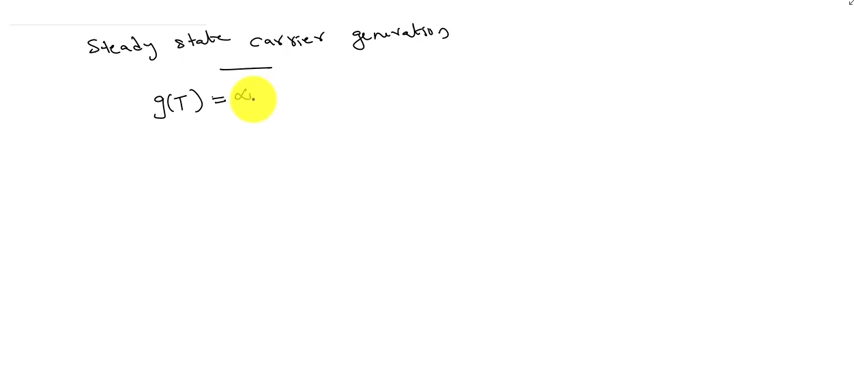 Steady state carrier generation
g(T) = α.